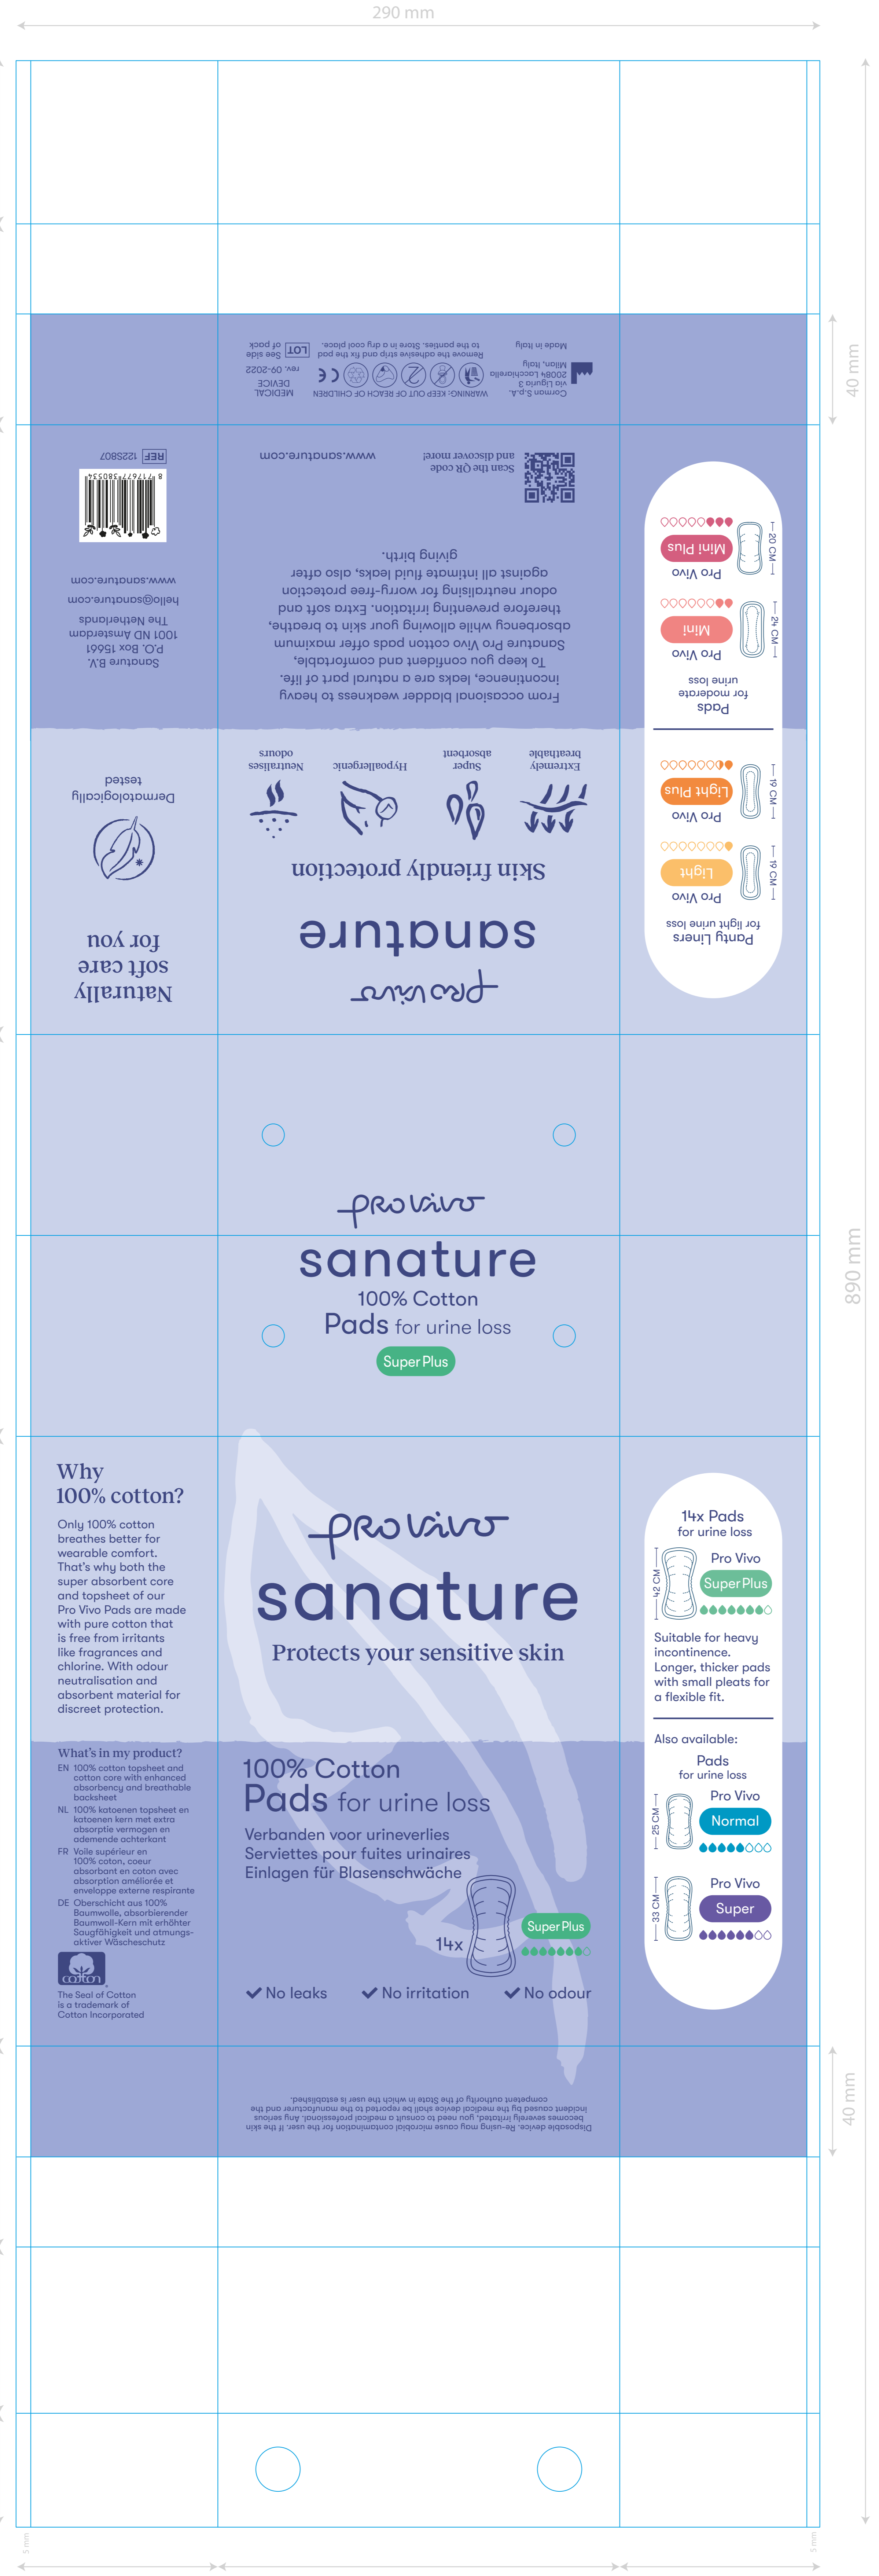 290 mm
40 mm
MEDICAL
DEVICE
rev. 09-2022
LOT See side
of pack
WARNING: KEEP OUT OF REACH OF CHILDREN
Remove the adhesive strip and fix the pad
to the panties. Store in a dry cool place.
Corman S.p.A.
via Liguria 3
20084 Lacchiarella
Milan, Italy
Made in Italy
Naturally
soft care
for you
Dermatologically
tested
Sanature B.V.
P.O. Box 15661
1001 ND Amsterdam
The Netherlands
hello@sanature.com
www.sanature.com
8 717677 380534
REF 1225807
pro vivo
sanature
Skin friendly protection
Extremely
breathable
Super
absorbent
Hypoallergenic
Neutralises
odours
From occasional bladder weakness to heavy
incontinence, leaks are a natural part of life.
To keep you confident and comfortable,
Sanature Pro Vivo cotton pads offer maximum
absorbency while allowing your skin to breathe,
therefore preventing irritation. Extra soft and
odour neutralising for worry-free protection
against all intimate fluid leaks, also after
giving birth.
Scan the QR code
and discover more!
www.sanature.com
Panty Liners
for light urine loss
Pro Vivo
Light
19 CM
Pro Vivo
Light Plus
19 CM
Pads
for moderate
urine loss
Pro Vivo
Mini
24 CM
Pro Vivo
Mini Plus
20 CM
pro vivo
sanature
100% Cotton
Pads for urine loss
Super Plus
890 mm
Why
100% cotton?
Only 100% cotton
breathes better for
wearable comfort.
That's why both the
super absorbent core
and topsheet of our
Pro Vivo Pads are made
with pure cotton that
is free from irritants
like fragrances and
chlorine. With odour
neutralisation and
absorbent material for
discreet protection.
What's in my product?
EN 100% cotton topsheet and
cotton core with enhanced
absorbency and breathable
backsheet
NL 100% katoenen topsheet en
katoenen kern met extra
absorptie vermogen en
ademende achterkant
FR Voile supérieur en
100% coton, coeur
absorbant en coton avec
absorption améliorée et
enveloppe externe respirante
DE Oberschicht aus 100%
Baumwolle, absorbierender
Baumwoll-Kern mit erhöhter
Saugfähigkeit und atmungs-
aktiver Wäscheschutz
cotton
The Seal of Cotton
is a trademark of
Cotton Incorporated
pro vivo
sanature
Protects your sensitive skin
100% Cotton
Pads for urine loss
Verbanden voor urineverlies
Serviettes pour fuites urinaires
Einlagen für Blasenschwäche
14x
Super Plus
No leaks
No irritation
No odour
14x Pads
for urine loss
42 CM
Pro Vivo
Super Plus
Suitable for heavy
incontinence.
Longer, thicker pads
with small pleats for
a flexible fit.
Also available:
Pads
for urine loss
25 CM
Pro Vivo
Normal
33 CM
Pro Vivo
Super
40 mm
Disposable device. Re-using may cause microbial contamination for the user. If the skin
becomes severely irritated, you need to consult a medical professional. Any serious
incident caused by the medical device shall be reported to the manufacturer and the
competent authority of the State in which the user is established.
5 mm
5 mm